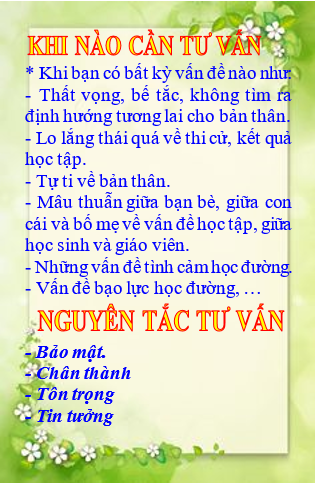 KHI NÀO CẦN TƯ VẤN
* Khi bạn có bất kỳ vấn đề nào như:
- Thất vọng, bế tắc, không tìm ra
định hướng tương lai cho bản thân.
- Lo lắng thái quá về thi cử, kết quả
học tập.
- Tự ti về bản thân.
- Mâu thuẫn giữa bạn bè, giữa con
cái và bố mẹ về vấn đề học tập, giữa
học sinh và giáo viên.
- Những vấn đề tình cảm học đường.
- Vấn đề bạo lực học đường, …
NGUYÊN TẮC TƯ VẤN
- Bảo mật.
- Chân thành
- Tôn trọng
- Tin tưởng